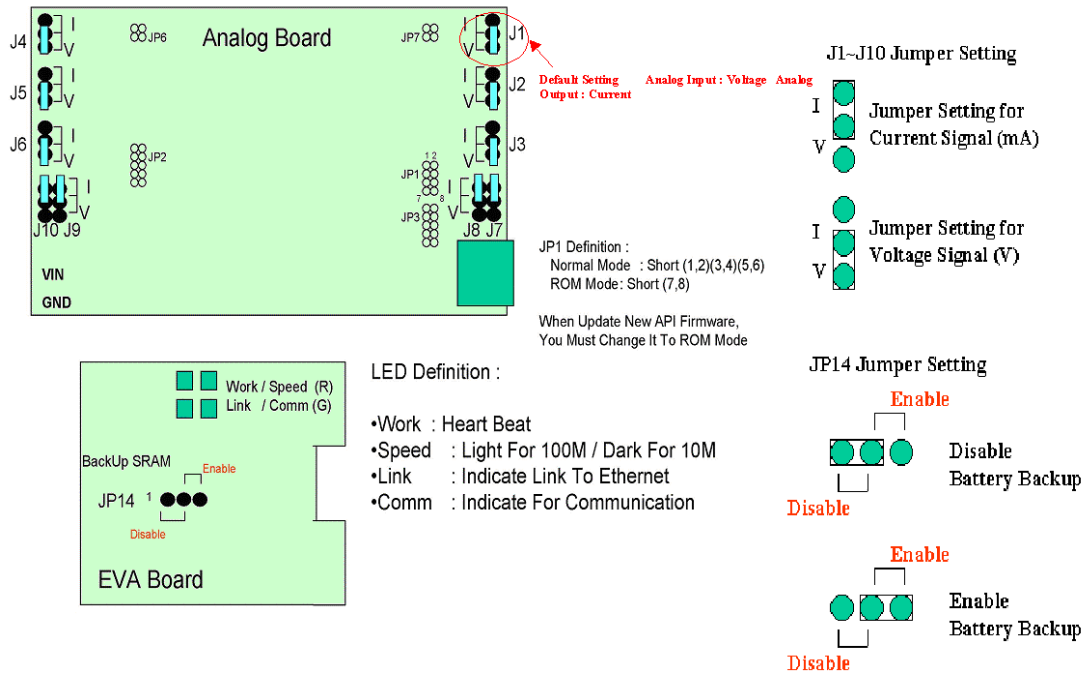 Analog Board
J4
I
V
JP6
JP7
I
V
J1
J5
I
V
I
V
J2
J6
I
V
JP2
I
V
J3
1 2
JP1
7 8
JP3
I
V
J10 J9
I
V
J8 J7
VIN
GND
Default Setting Analog Input : Voltage Analog
Output : Current
JP1 Definition :
Normal Mode : Short (1,2)(3,4)(5,6)
ROM Mode: Short (7,8)
When Update New API Firmware,
You Must Change It To ROM Mode
J1~J10 Jumper Setting
I
V
Jumper Setting for
Current Signal (mA)
I
V
Jumper Setting for
Voltage Signal (V)
Work / Speed (R)
Link / Comm (G)
BackUp SRAM
Enable
JP14 1
Disable
EVA Board
LED Definition :
•Work : Heart Beat
•Speed : Light For 100M / Dark For 10M
•Link : Indicate Link To Ethernet
•Comm : Indicate For Communication
JP14 Jumper Setting
Enable
Disable
Battery Backup
Disable
Enable
Enable
Battery Backup
Disable